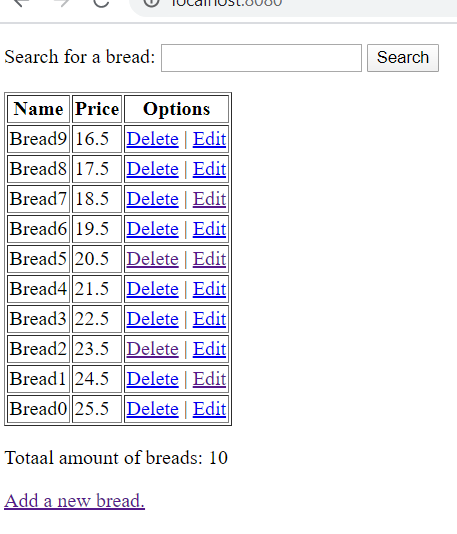 localhost:8080
Search for a bread: Search
Name Price Options
Bread9 16.5 Delete | Edit
Bread8 17.5 Delete | Edit
Bread7 18.5 Delete | Edit
Bread6 19.5 Delete | Edit
Bread5 20.5 Delete | Edit
Bread4 21.5 Delete | Edit
Bread3 22.5 Delete | Edit
Bread2 23.5 Delete | Edit
Bread1 24.5 Delete | Edit
Bread0 25.5 Delete | Edit
Totaal amount of breads: 10
Add a new bread.